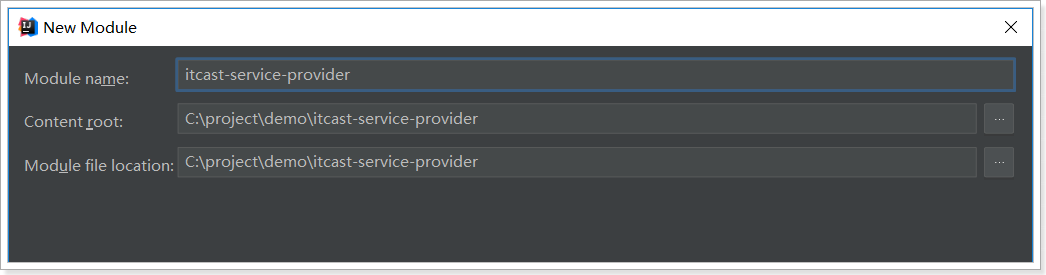 New Module
Module name: itcast-service-provider
Content root: C:\project\demo\itcast-service-provider ...
Module file location: C:\project\demo\itcast-service-provider ...